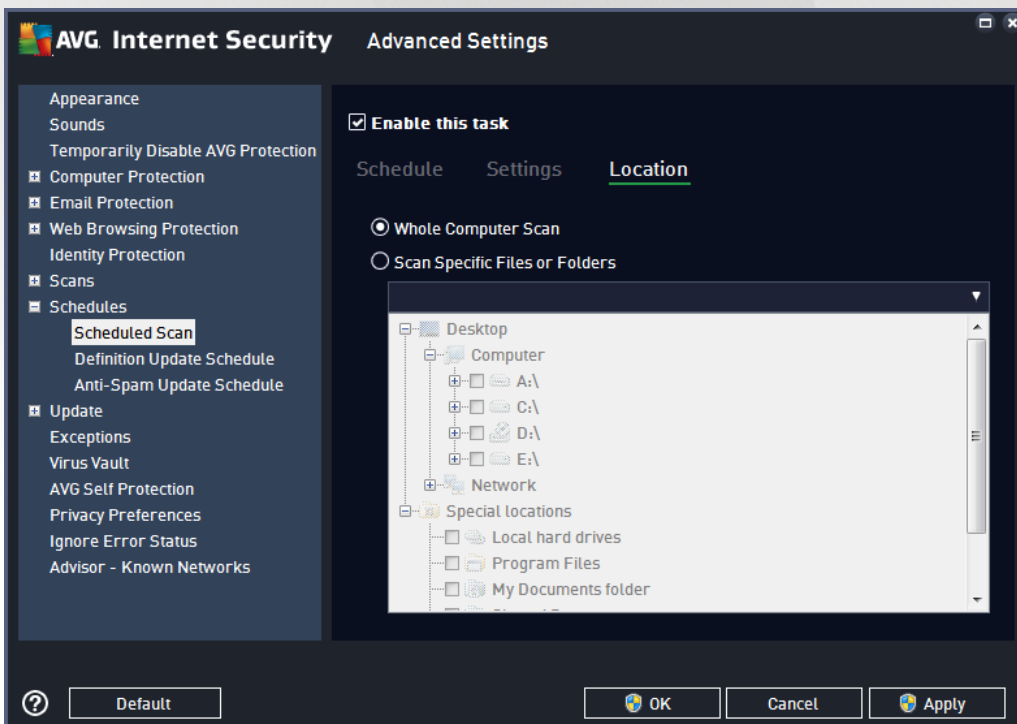 AVG. Internet Security Advanced Settings
Appearance
Sounds
Temporarily Disable AVG Protection
Computer Protection
Email Protection
Web Browsing Protection
Identity Protection
Scans
Schedules
Scheduled Scan
Definition Update Schedule
Anti-Spam Update Schedule
Update
Exceptions
Virus Vault
AVG Self Protection
Privacy Preferences
Ignore Error Status
Advisor - Known Networks
Enable this task
Schedule Settings Location
Whole Computer Scan
Scan Specific Files or Folders
Desktop
Computer
A:\
C:\
D:\
E:\
Network
Special locations
Local hard drives
Program Files
My Documents folder
Default OK Cancel Apply